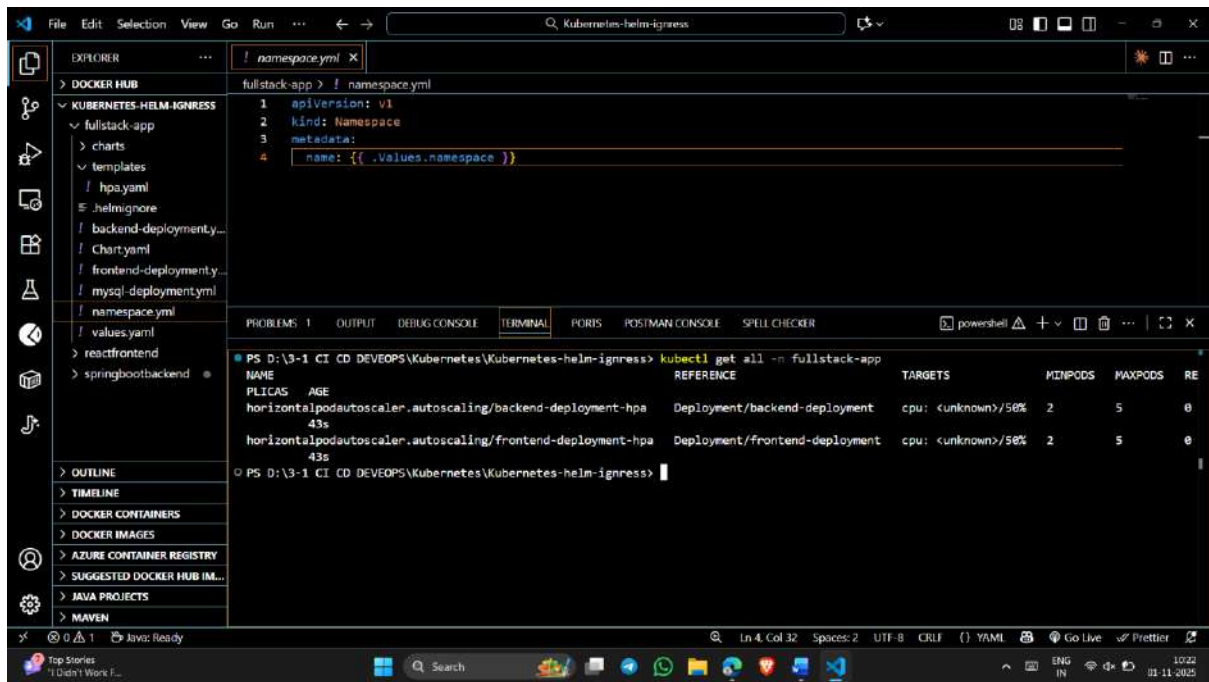 File Edit Selection View Go Run ··· Kubernetes-helm-ignress
EXPLORER ···
DOCKER HUB
KUBERNETES-HELM-IGNRESS
fullstack-app
charts
templates
! hpa.yaml
.helmignore
! backend-deployment.y...
! Chart.yaml
! frontend-deployment.y...
! mysql-deployment.yml
! namespace.yml
! values.yaml
reactfrontend
springbootbackend
OUTLINE
TIMELINE
DOCKER CONTAINERS
DOCKER IMAGES
AZURE CONTAINER REGISTRY
SUGGESTED DOCKER HUB IM...
JAVA PROJECTS
MAVEN
! namespace.yml
fullstack-app > ! namespace.yml
1 apiVersion: v1
2 kind: Namespace
3 metadata:
4 name: {{ .Values.namespace }}
PROBLEMS 1 OUTPUT DEBUG CONSOLE TERMINAL PORTS POSTMAN CONSOLE SPELL CHECKER powershell
PS D:\3-1 CI CD DEVEOPS\Kubernetes\Kubernetes-helm-ignress> kubectl get all -n fullstack-app
NAME REFERENCE TARGETS MINPODS MAXPODS RE
PLICAS AGE
horizontalpodautoscaler.autoscaling/backend-deployment-hpa Deployment/backend-deployment cpu: <unknown>/50% 2 5 0
43s
horizontalpodautoscaler.autoscaling/frontend-deployment-hpa Deployment/frontend-deployment cpu: <unknown>/50% 2 5 0
43s
PS D:\3-1 CI CD DEVEOPS\Kubernetes\Kubernetes-helm-ignress>
0 1 Java: Ready Ln 4, Col 32 Spaces: 2 UTF-8 CRLF {} YAML Go Live Prettier
Top Stories
"I Didn't Work F...
Search
ENG
IN
10:22
01-11-2025